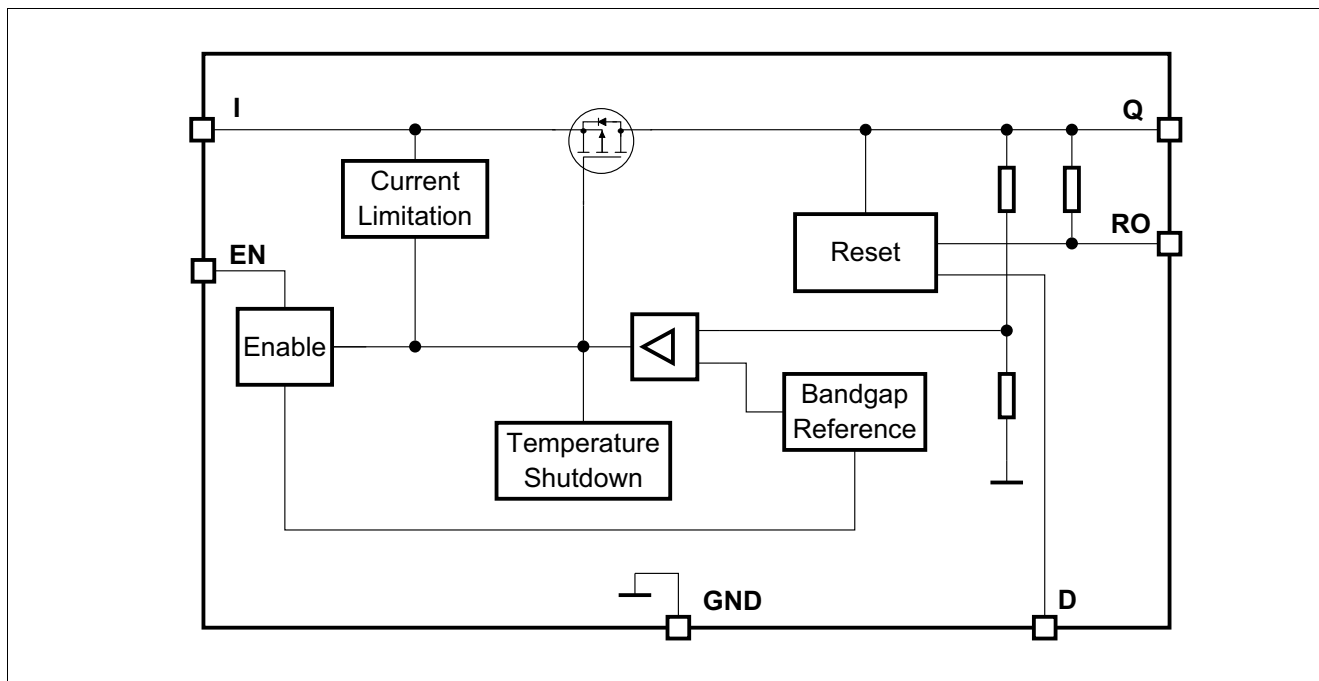 I
Q
Current
Limitation
RO
EN
Reset
Enable
Bandgap
Reference
Temperature
Shutdown
GND
D